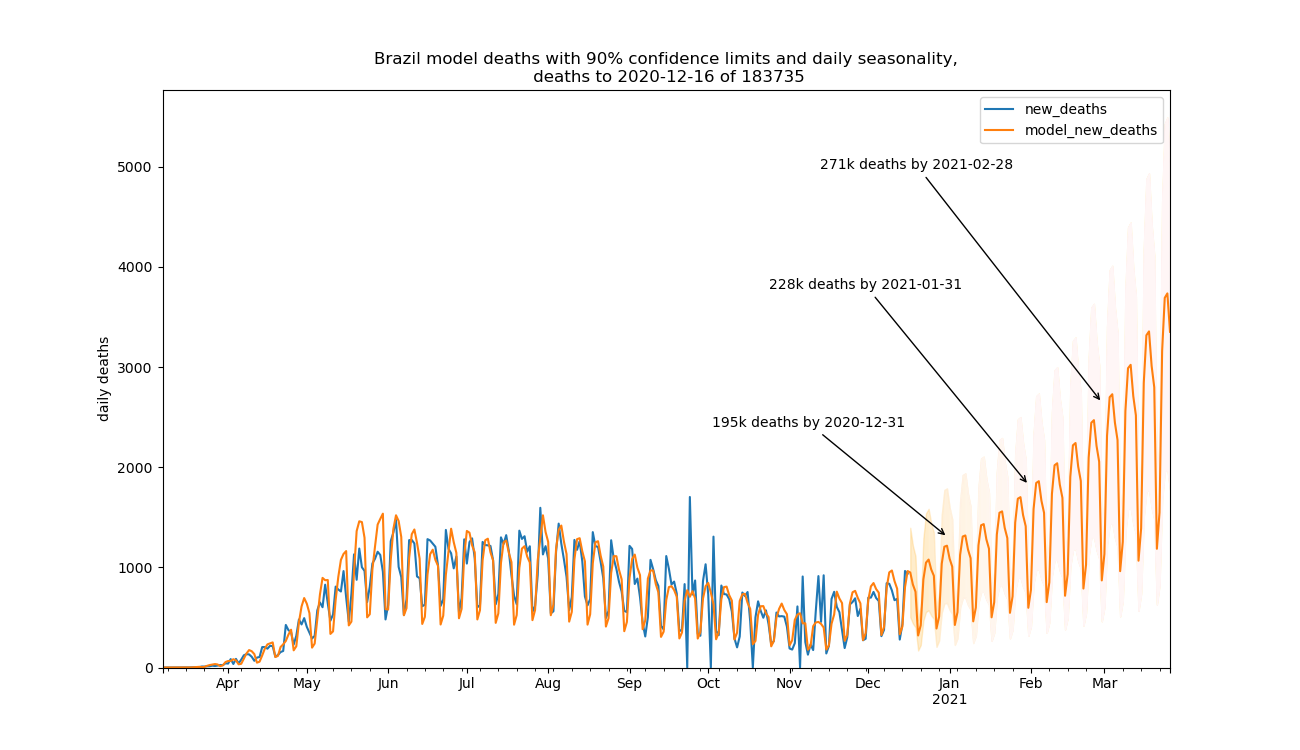 Brazil model deaths with 90% confidence limits and daily seasonality,
deaths to 2020-12-16 of 183735
new_deaths
model_new_deaths
271k deaths by 2021-02-28
228k deaths by 2021-01-31
195k deaths by 2020-12-31
daily deaths
5000
4000
3000
2000
1000
0
Apr May Jun Jul Aug Sep Oct Nov Dec Jan Feb Mar
2021